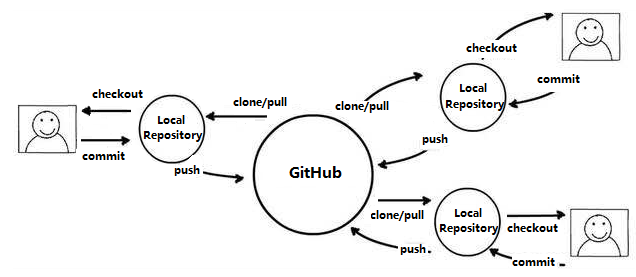 checkout
commit
Local
Repository
clone/pull
push
GitHub
clone/pull
push
Local
Repository
checkout
commit
clone/pull
push
Local
Repository
checkout
commit